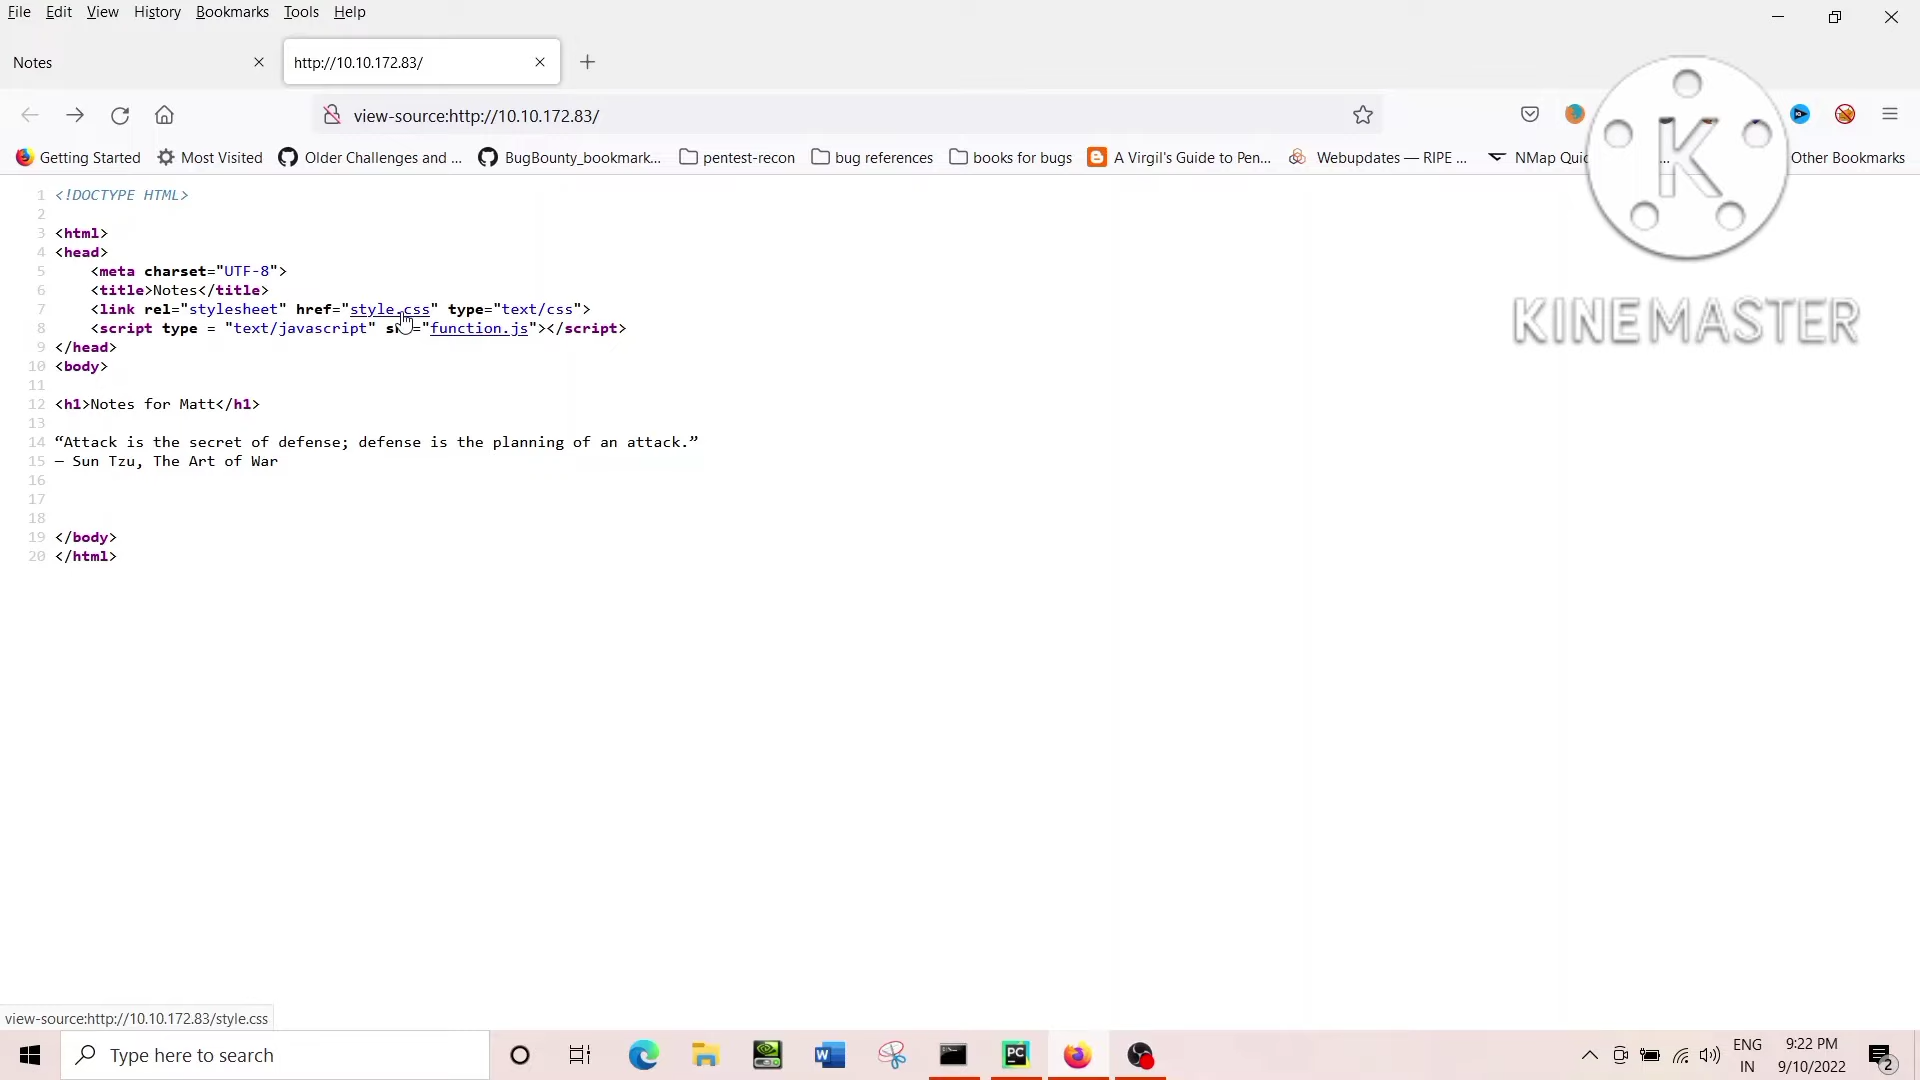 File Edit View History Bookmarks Tools Help
Notes
http://10.10.172.83/
view-source:http://10.10.172.83/
Getting Started Most Visited Older Challenges and ... BugBounty_bookmark... pentest-recon bug references books for bugs A Virgil's Guide to Pen... Webupdates — RIPE ... NMap ... Other Bookmarks
K
KINEMASTER
1 <!DOCTYPE HTML>
2
3 <html>
4 <head>
5 <meta charset="UTF-8">
6 <title>Notes</title>
7 <link rel="stylesheet" href="style.css" type="text/css">
8 <script type = "text/javascript" ="function.js"></script>
9 </head>
10 <body>
11
12 <h1>Notes for Matt</h1>
13
14 “Attack is the secret of defense; defense is the planning of an attack.”
15 — Sun Tzu, The Art of War
16
17
18
19 </body>
20 </html>
view-source:http://10.10.172.83/style.css
Type here to search
PC
ENG
IN
9:22 PM
9/10/2022
2